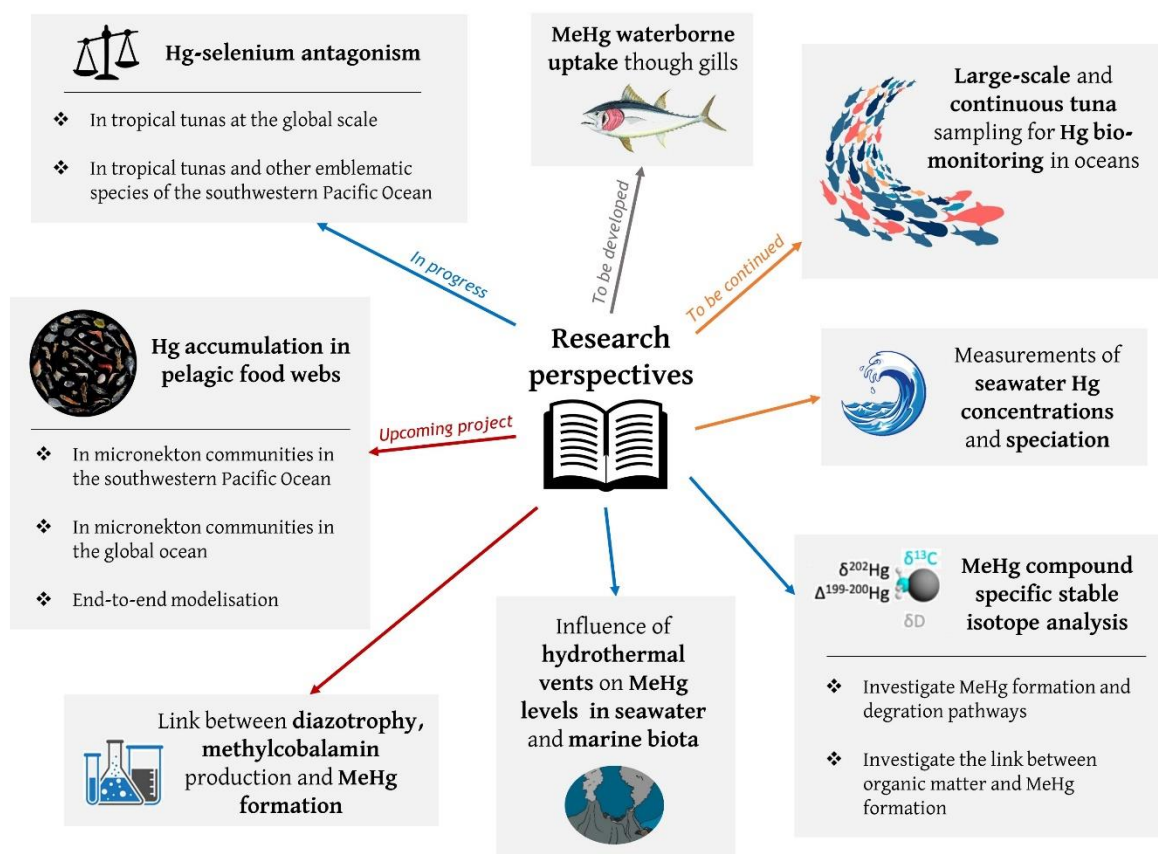 Hg-selenium antagonism
❖ In tropical tunas at the global scale
❖ In tropical tunas and other emblematic
species of the southwestern Pacific Ocean
MeHg waterborne
uptake though gills
Large-scale and
continuous tuna
sampling for Hg bio-
monitoring in oceans
In progress
To be developed
To be continued
Research
perspectives
Hg accumulation in
pelagic food webs
❖ In micronekton communities in
the southwestern Pacific Ocean
❖ In micronekton communities in
the global ocean
❖ End-to-end modelisation
Upcoming project
Measurements of
seawater Hg
concentrations
and speciation
δ13C
δ202Hg
Δ199-200Hg
δD
MeHg compound
specific stable
isotope analysis
❖ Investigate MeHg formation and
degration pathways
❖ Investigate the link between
organic matter and MeHg
formation
Influence of
hydrothermal
vents on MeHg
levels in seawater
and marine biota
Link between diazotrophy,
methylcobalamin
production and MeHg
formation